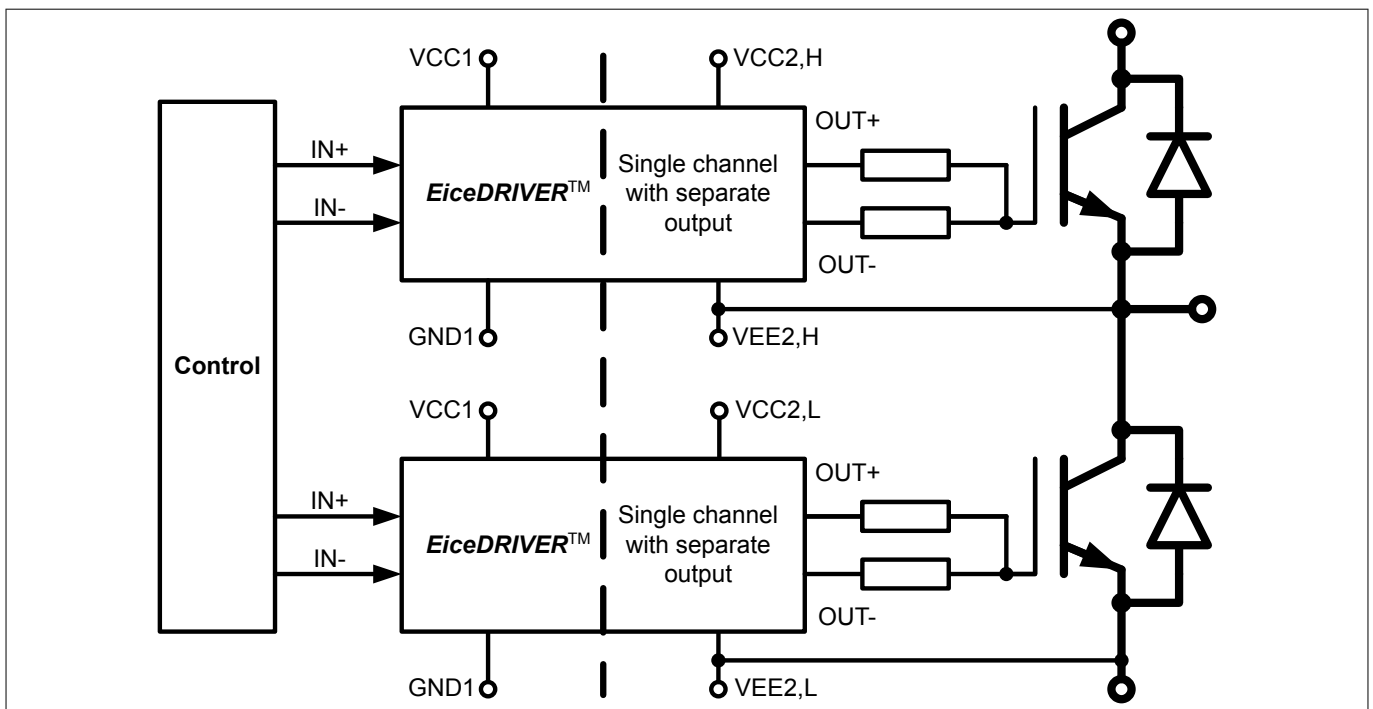 VCC1
VCC2,H
OUT+
IN+
IN-
EiceDRIVER™
Single channel
with separate
output
OUT-
GND1
VEE2,H
Control
VCC1
VCC2,L
OUT+
IN+
IN-
EiceDRIVER™
Single channel
with separate
output
OUT-
GND1
VEE2,L